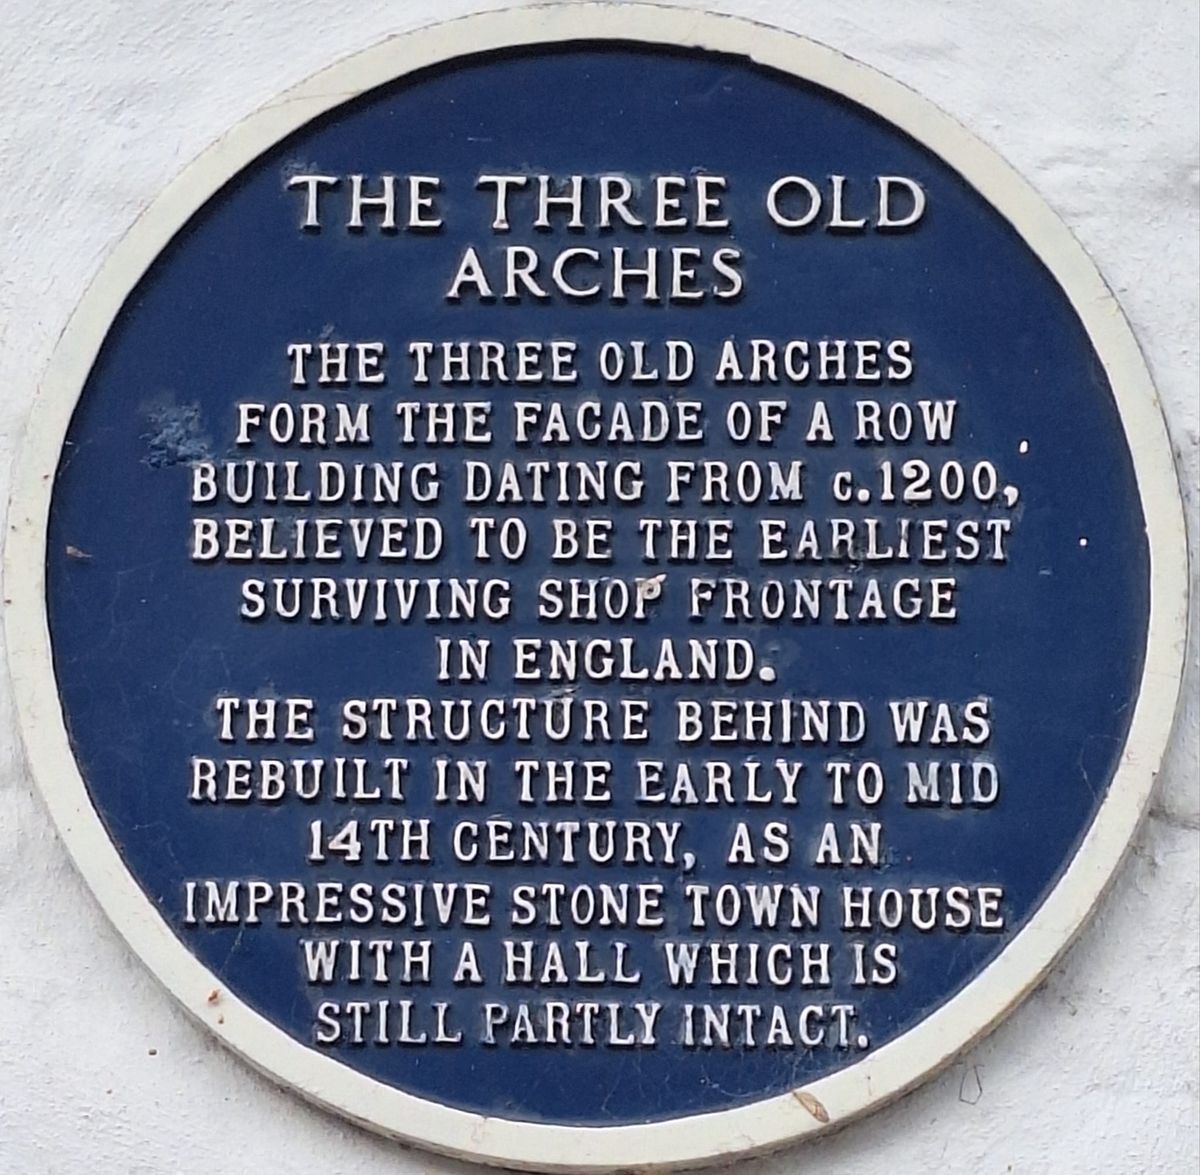 THE THREE OLD
ARCHES
THE THREE OLD ARCHES
FORM THE FACADE OF A ROW
BUILDING DATING FROM c.1200,
BELIEVED TO BE THE EARLIEST
SURVIVING SHOP FRONTAGE
IN ENGLAND.
THE STRUCTURE BEHIND WAS
REBUILT IN THE EARLY TO MID
14TH CENTURY, AS AN
IMPRESSIVE STONE TOWN HOUSE
WITH A HALL WHICH IS
STILL PARTLY INTACT.